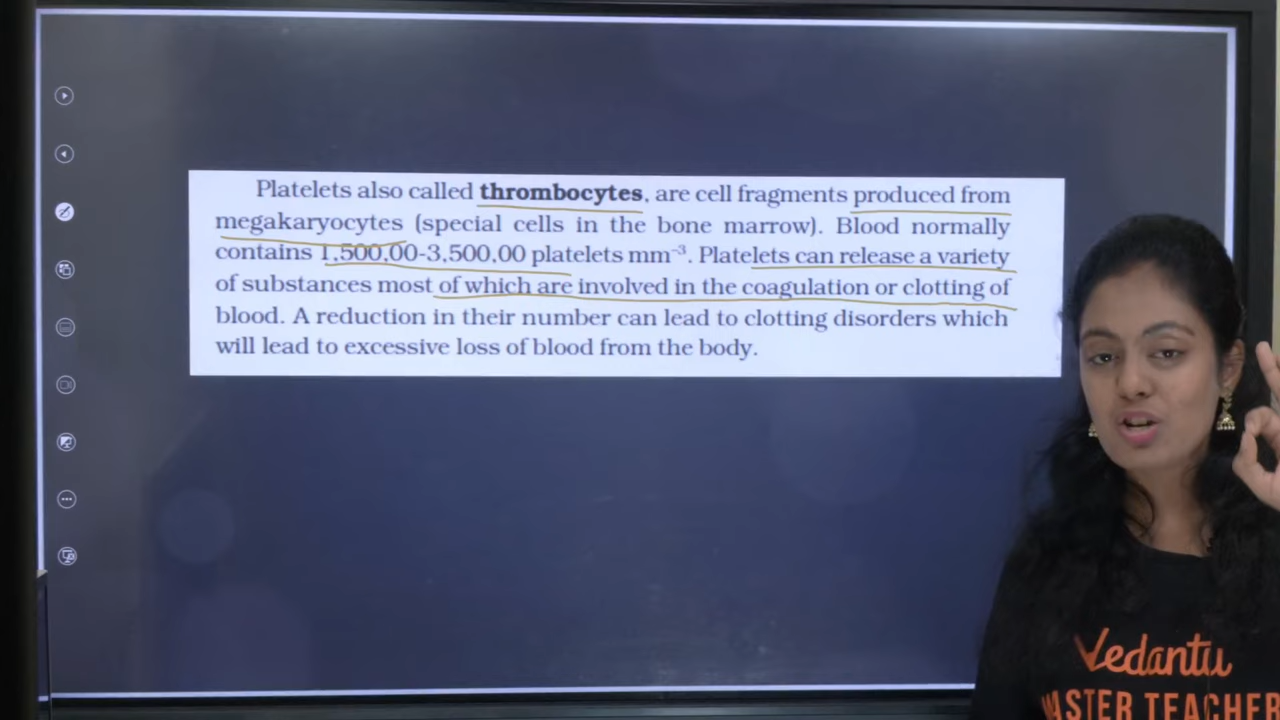 Platelets also called thrombocytes, are cell fragments produced from
megakaryocytes (special cells in the bone marrow). Blood normally
contains 1,500,00-3,500,00 platelets mm⁻³. Platelets can release a variety
of substances most of which are involved in the coagulation or clotting of
blood. A reduction in their number can lead to clotting disorders which
will lead to excessive loss of blood from the body.
Vedantu
MASTER TEACHER